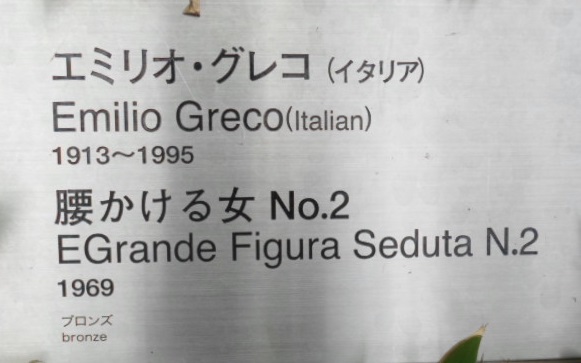 エミリオ・グレコ (イタリア)
Emilio Greco(Italian)
1913～1995
腰かける女 No.2
EGrande Figura Seduta N.2
1969
ブロンズ
bronze